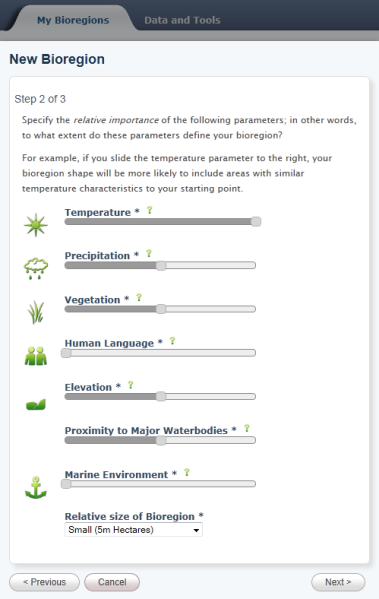 My Bioregions
Data and Tools
New Bioregion
Step 2 of 3
Specify the relative importance of the following parameters; in other words,
to what extent do these parameters define your bioregion?
For example, if you slide the temperature parameter to the right, your
bioregion shape will be more likely to include areas with similar
temperature characteristics to your starting point.
Temperature * ?
Precipitation * ?
Vegetation * ?
Human Language * ?
Elevation * ?
Proximity to Major Waterbodies * ?
Marine Environment * ?
Relative size of Bioregion *
Small (5m Hectares)
< Previous
Cancel
Next >